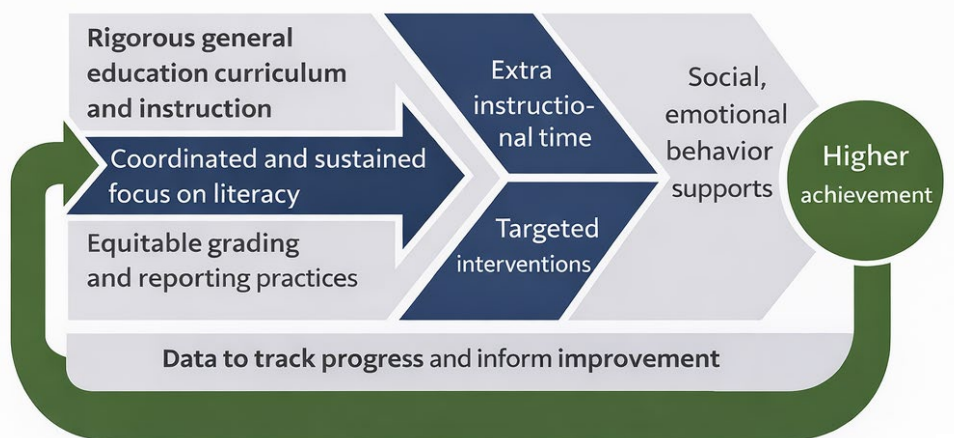 Rigorous general
education curriculum
and instruction
Coordinated and sustained
focus on literacy
Equitable grading
and reporting practices
Extra
instructio-
nal time
Targeted
interventions
Social,
emotional
behavior
supports
Higher
achievement
Data to track progress and inform improvement